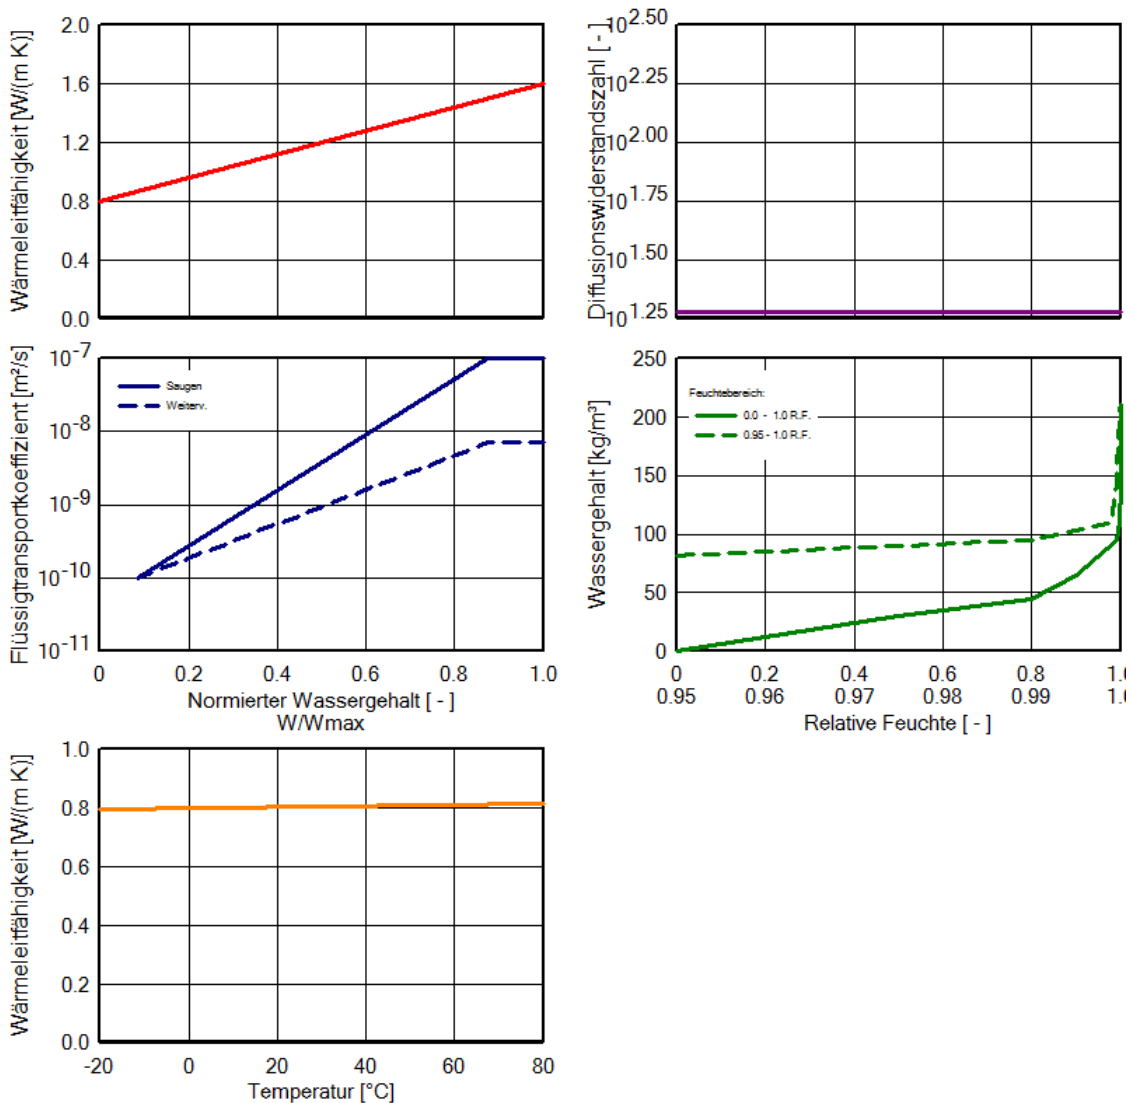 Wärmeleitfähigkeit [W/(m K)]
2.0
1.6
1.2
0.8
0.4
0.0
Diffusionswiderstandszahl [ - ]
10^2.50
10^2.25
10^2.00
10^1.75
10^1.50
10^1.25
Flüssigtransportkoeffizient [m²/s]
10^-7
10^-8
10^-9
10^-10
10^-11
Saugen
Weiterv.
0 0.2 0.4 0.6 0.8 1.0
Normierter Wassergehalt [ - ]
W/Wmax
Wassergehalt [kg/m³]
250
200
150
100
50
0
Feuchtebereich:
0.0 - 1.0 R.F.
0.95 - 1.0 R.F.
0 0.2 0.4 0.6 0.8 1.0
0.95 0.96 0.97 0.98 0.99 1.0
Relative Feuchte [ - ]
Wärmeleitfähigkeit [W/(m K)]
1.0
0.8
0.6
0.4
0.2
0.0
-20 0 20 40 60 80
Temperatur [°C]